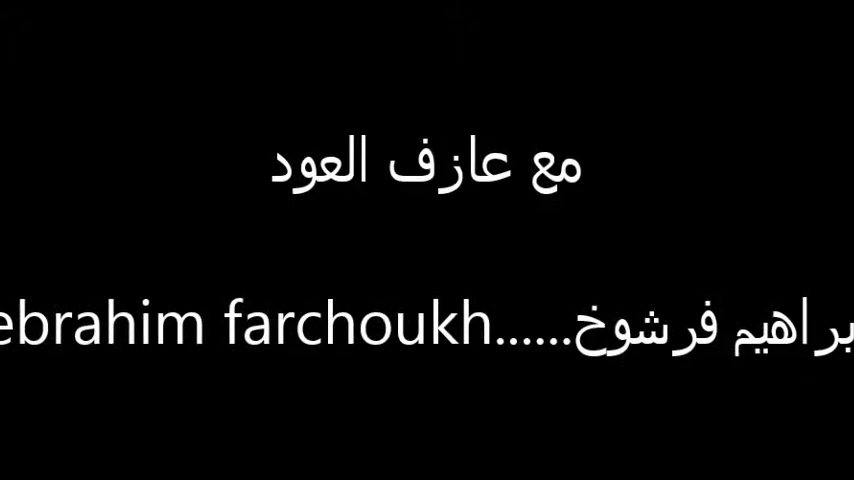 مع عازف العود
براهيم فرشوخ......ebrahim farchoukh